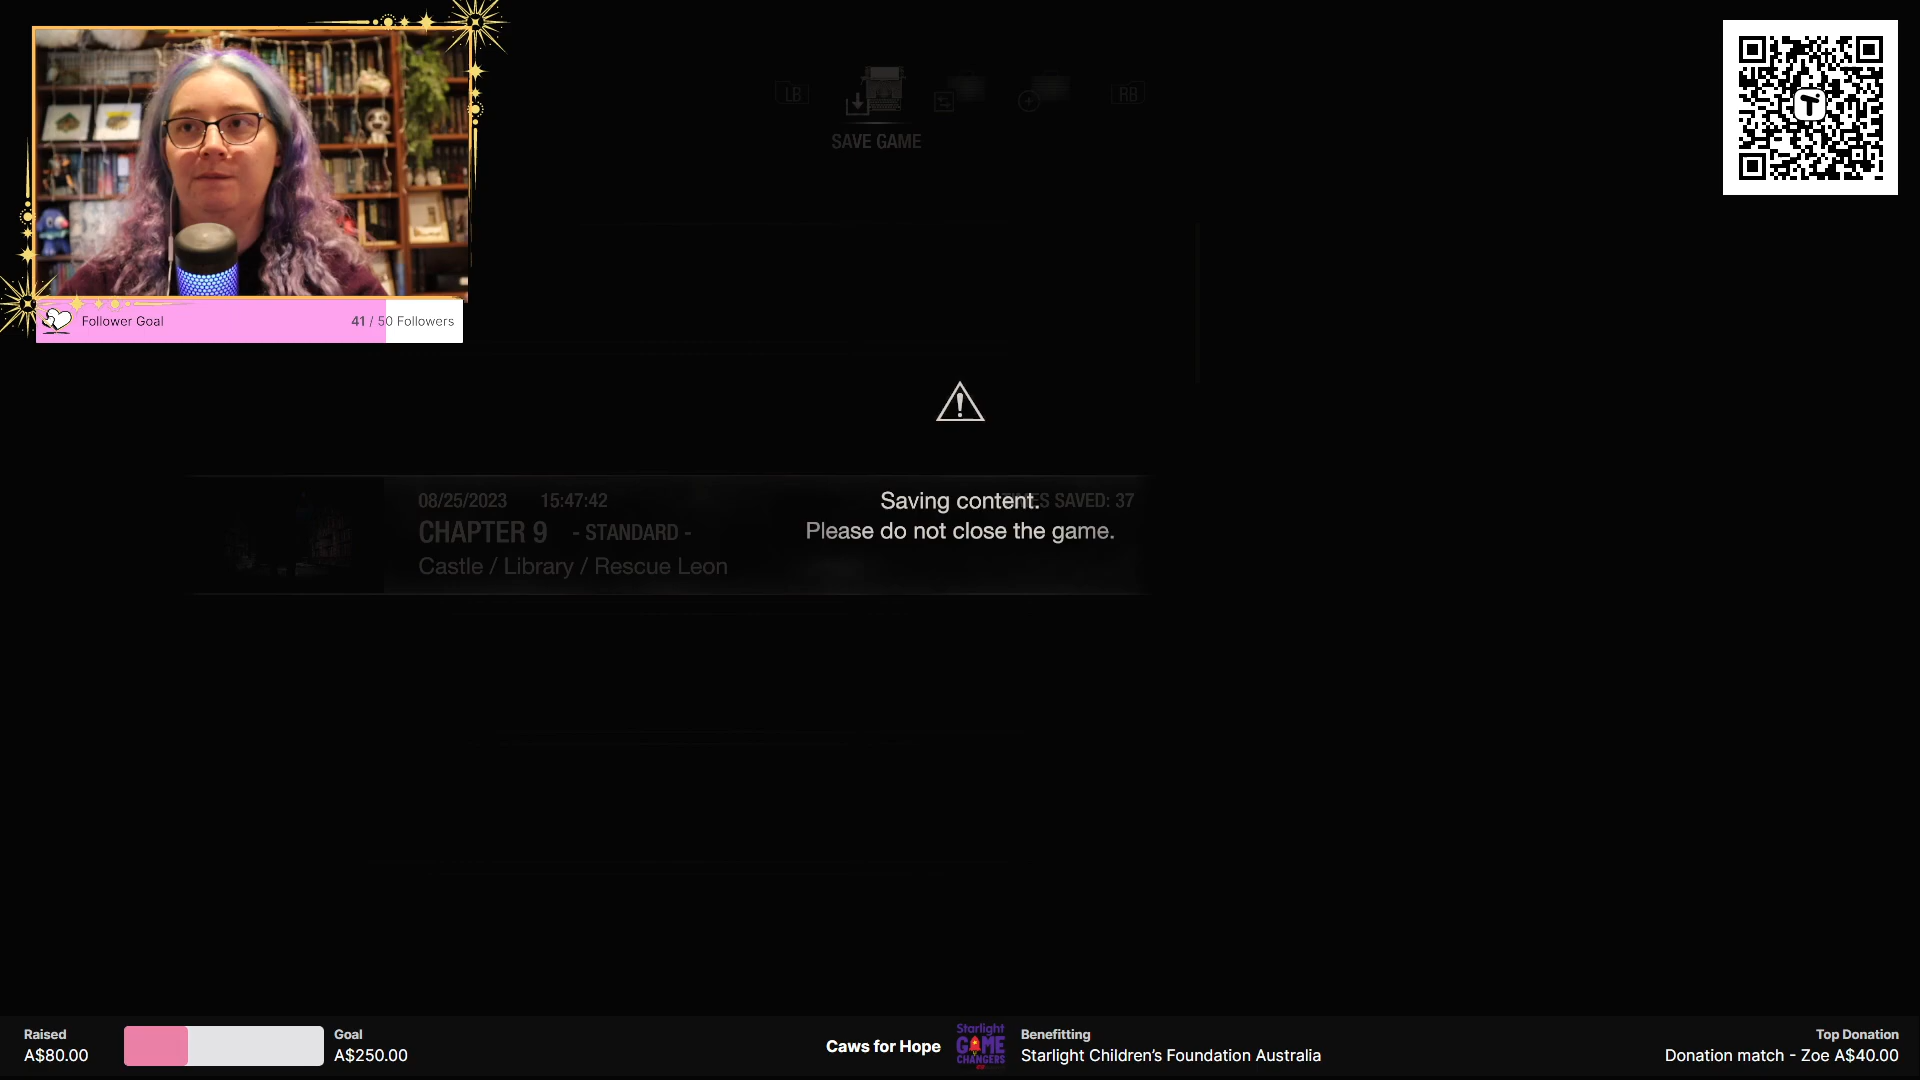 LB
RB
SAVE GAME
Follower Goal
41 / 50 Followers
08/25/2023 15:47:42
SAVED: 37
Saving content.
Please do not close the game.
CHAPTER 9 - STANDARD -
Castle / Library / Rescue Leon
Raised
A$80.00
Goal
A$250.00
Caws for Hope
Starlight
GAME
CHANGERS
Benefitting
Starlight Children's Foundation Australia
Top Donation
Donation match - Zoe A$40.00